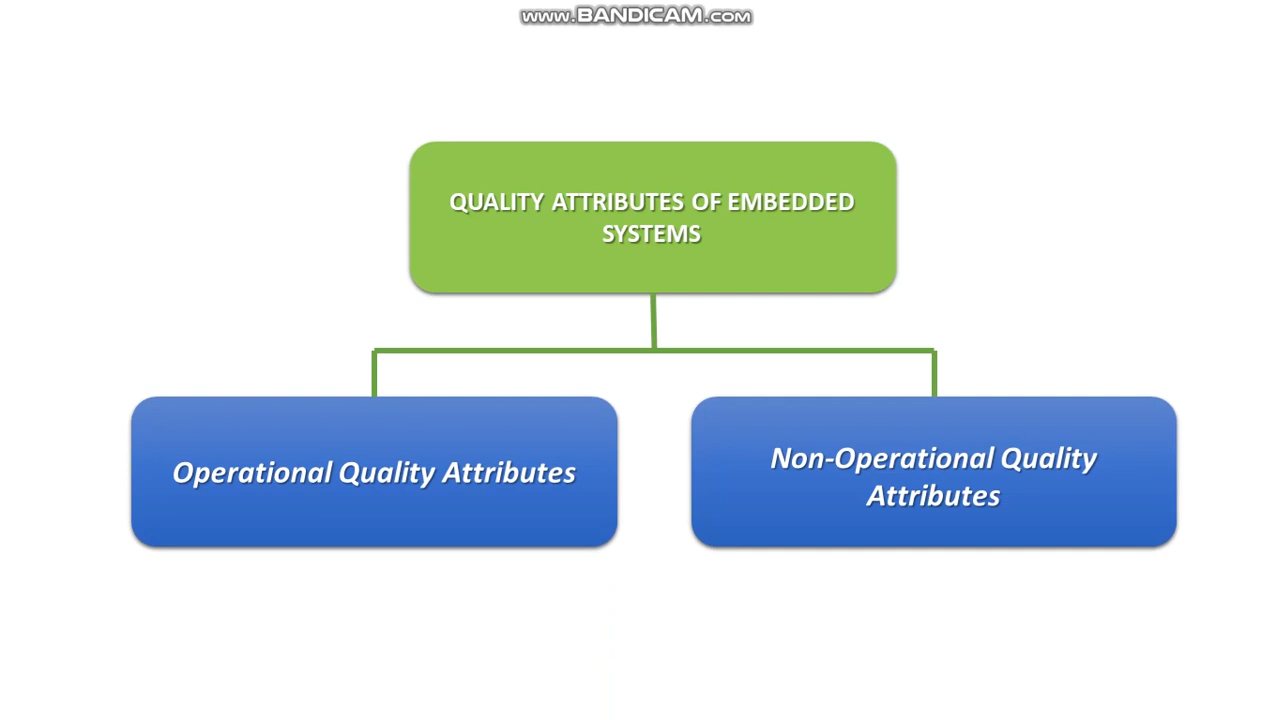 www.BANDICAM.com
QUALITY ATTRIBUTES OF EMBEDDED
SYSTEMS
Operational Quality Attributes
Non-Operational Quality
Attributes